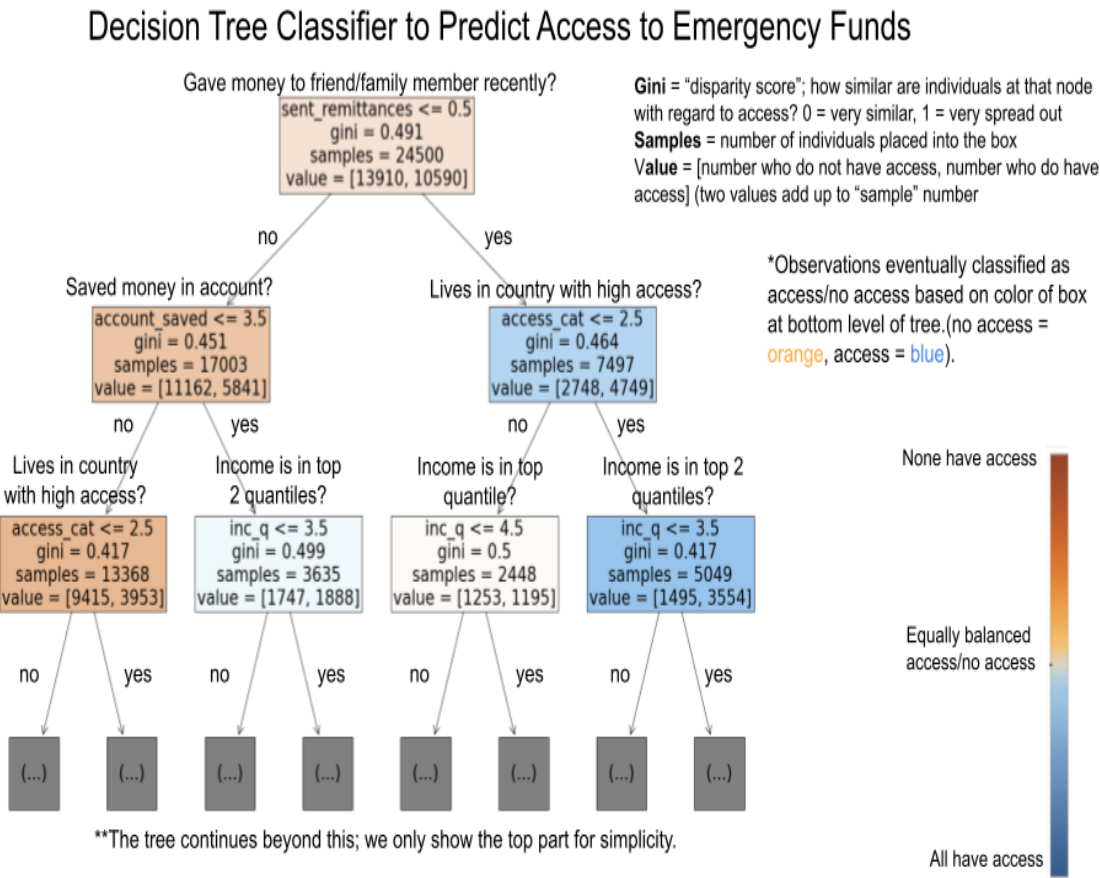 Decision Tree Classifier to Predict Access to Emergency Funds
Gave money to friend/family member recently?
sent_remittances <= 0.5
gini = 0.491
samples = 24500
value = [13910, 10590]
Gini = “disparity score”; how similar are individuals at that node
with regard to access? 0 = very similar, 1 = very spread out
Samples = number of individuals placed into the box
Value = [number who do not have access, number who do have
access] (two values add up to “sample” number
no
yes
*Observations eventually classified as
access/no access based on color of box
at bottom level of tree.(no access =
orange, access = blue).
Saved money in account?
account_saved <= 3.5
gini = 0.451
samples = 17003
value = [11162, 5841]
Lives in country with high access?
access_cat <= 2.5
gini = 0.464
samples = 7497
value = [2748, 4749]
no
yes
no
yes
Lives in country
with high access?
access_cat <= 2.5
gini = 0.417
samples = 13368
value = [9415, 3953]
Income is in top
2 quantiles?
inc_q <= 3.5
gini = 0.499
samples = 3635
value = [1747, 1888]
Income is in top
quantile?
inc_q <= 4.5
gini = 0.5
samples = 2448
value = [1253, 1195]
Income is in top 2
quantiles?
inc_q <= 3.5
gini = 0.417
samples = 5049
value = [1495, 3554]
None have access
Equally balanced
access/no access
All have access
no
yes
no
yes
no
yes
no
yes
(...)
(...)
(...)
(...)
(...)
(...)
(...)
(...)
**The tree continues beyond this; we only show the top part for simplicity.